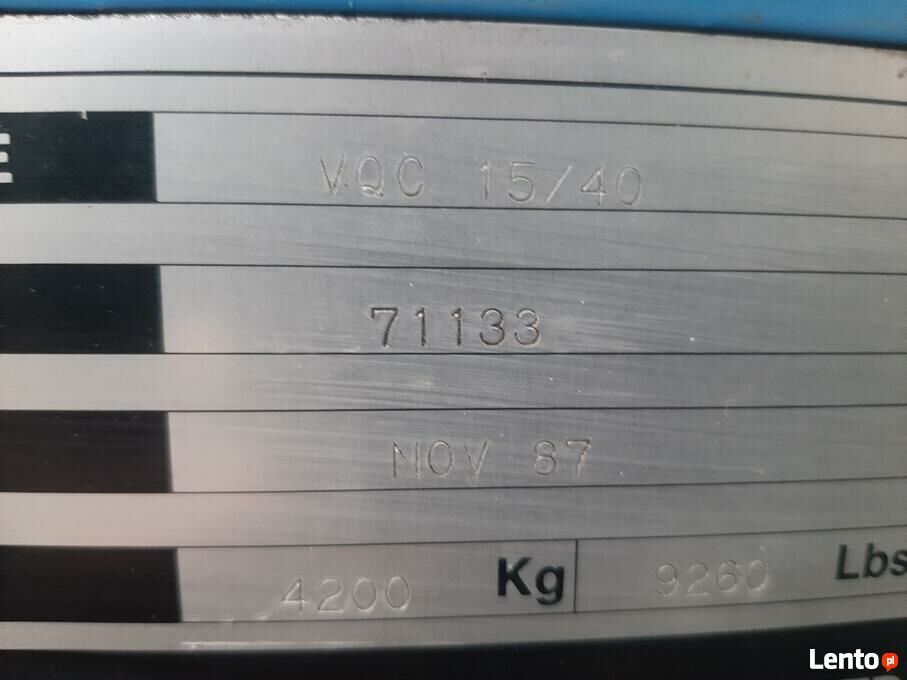 E VQC 15/40
71133
NOV 87
4200 Kg 9260 Lbs
Lento pl